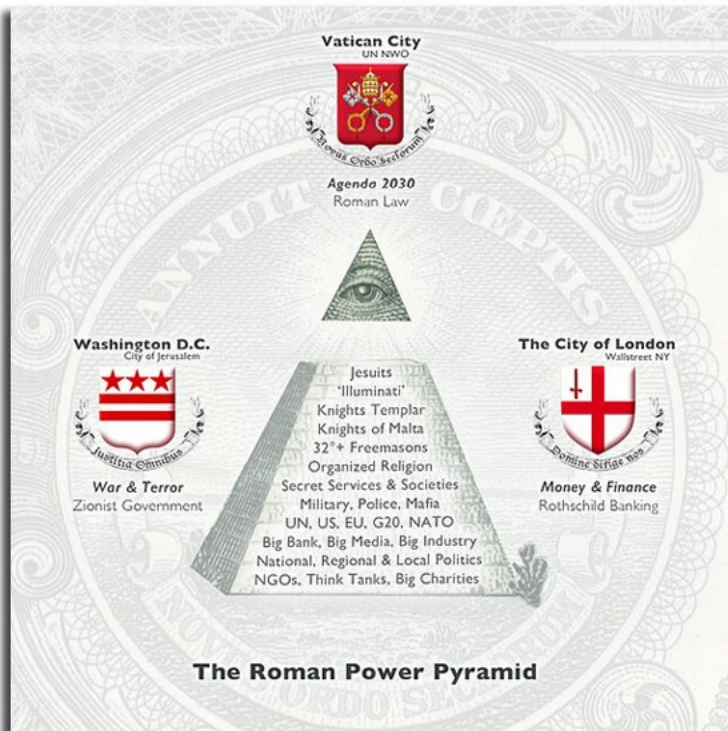 Vatican City
UN NWO
Novus Ordo Seclorum
Agenda 2030
Roman Law
ANNUIT CŒPTIS
Washington D.C.
City of Jerusalem
Justitia Omnibus
War & Terror
Zionist Government
The City of London
Wallstreet NY
Domine dirige nos
Money & Finance
Rothschild Banking
Jesuits
'Illuminati'
Knights Templar
Knights of Malta
32°+ Freemasons
Organized Religion
Secret Services & Societies
Military, Police, Mafia
UN, US, EU, G20, NATO
Big Bank, Big Media, Big Industry
National, Regional & Local Politics
NGOs, Think Tanks, Big Charities
The Roman Power Pyramid
NOVUS ORDO SECLORUM